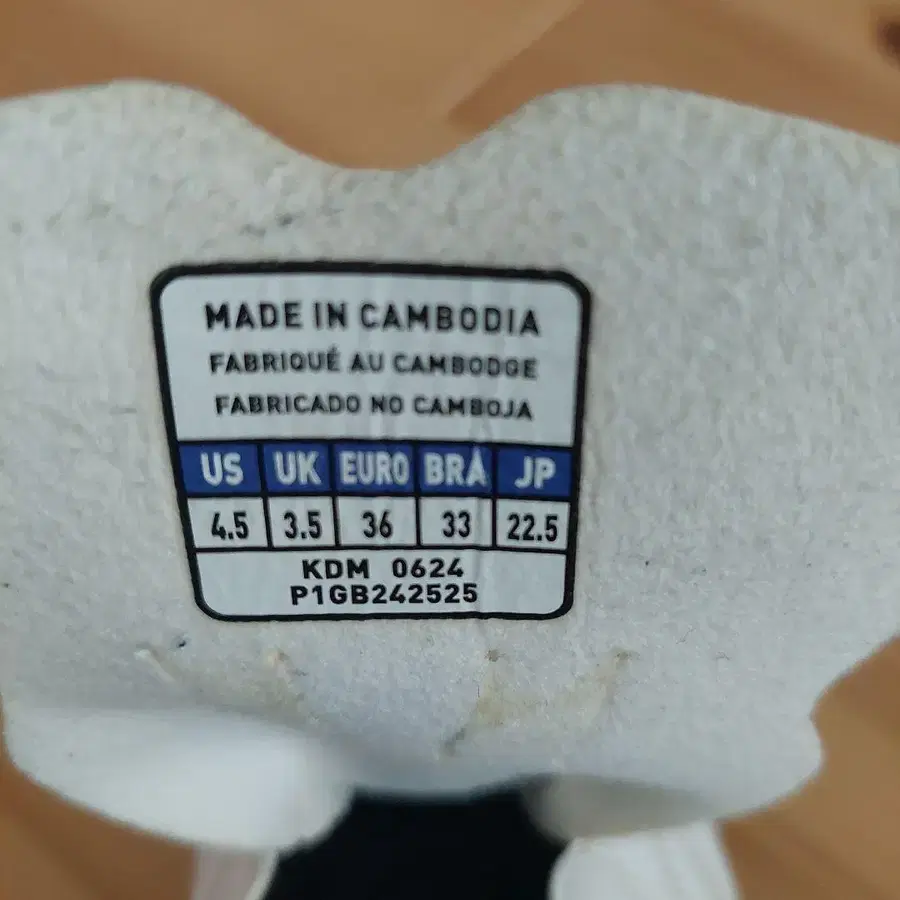 MADE IN CAMBODIA
FABRIQUÉ AU CAMBODGE
FABRICADO NO CAMBOJA
US UK EURO BRA JP
4.5 3.5 36 33 22.5
KDM 0624
P1GB242525